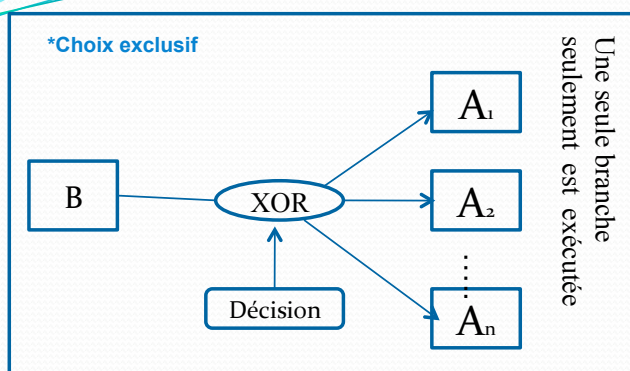 *Choix exclusif
B
XOR
Décision
A₁
A₂
......
Aₙ
Une seule branche
seulement est exécutée